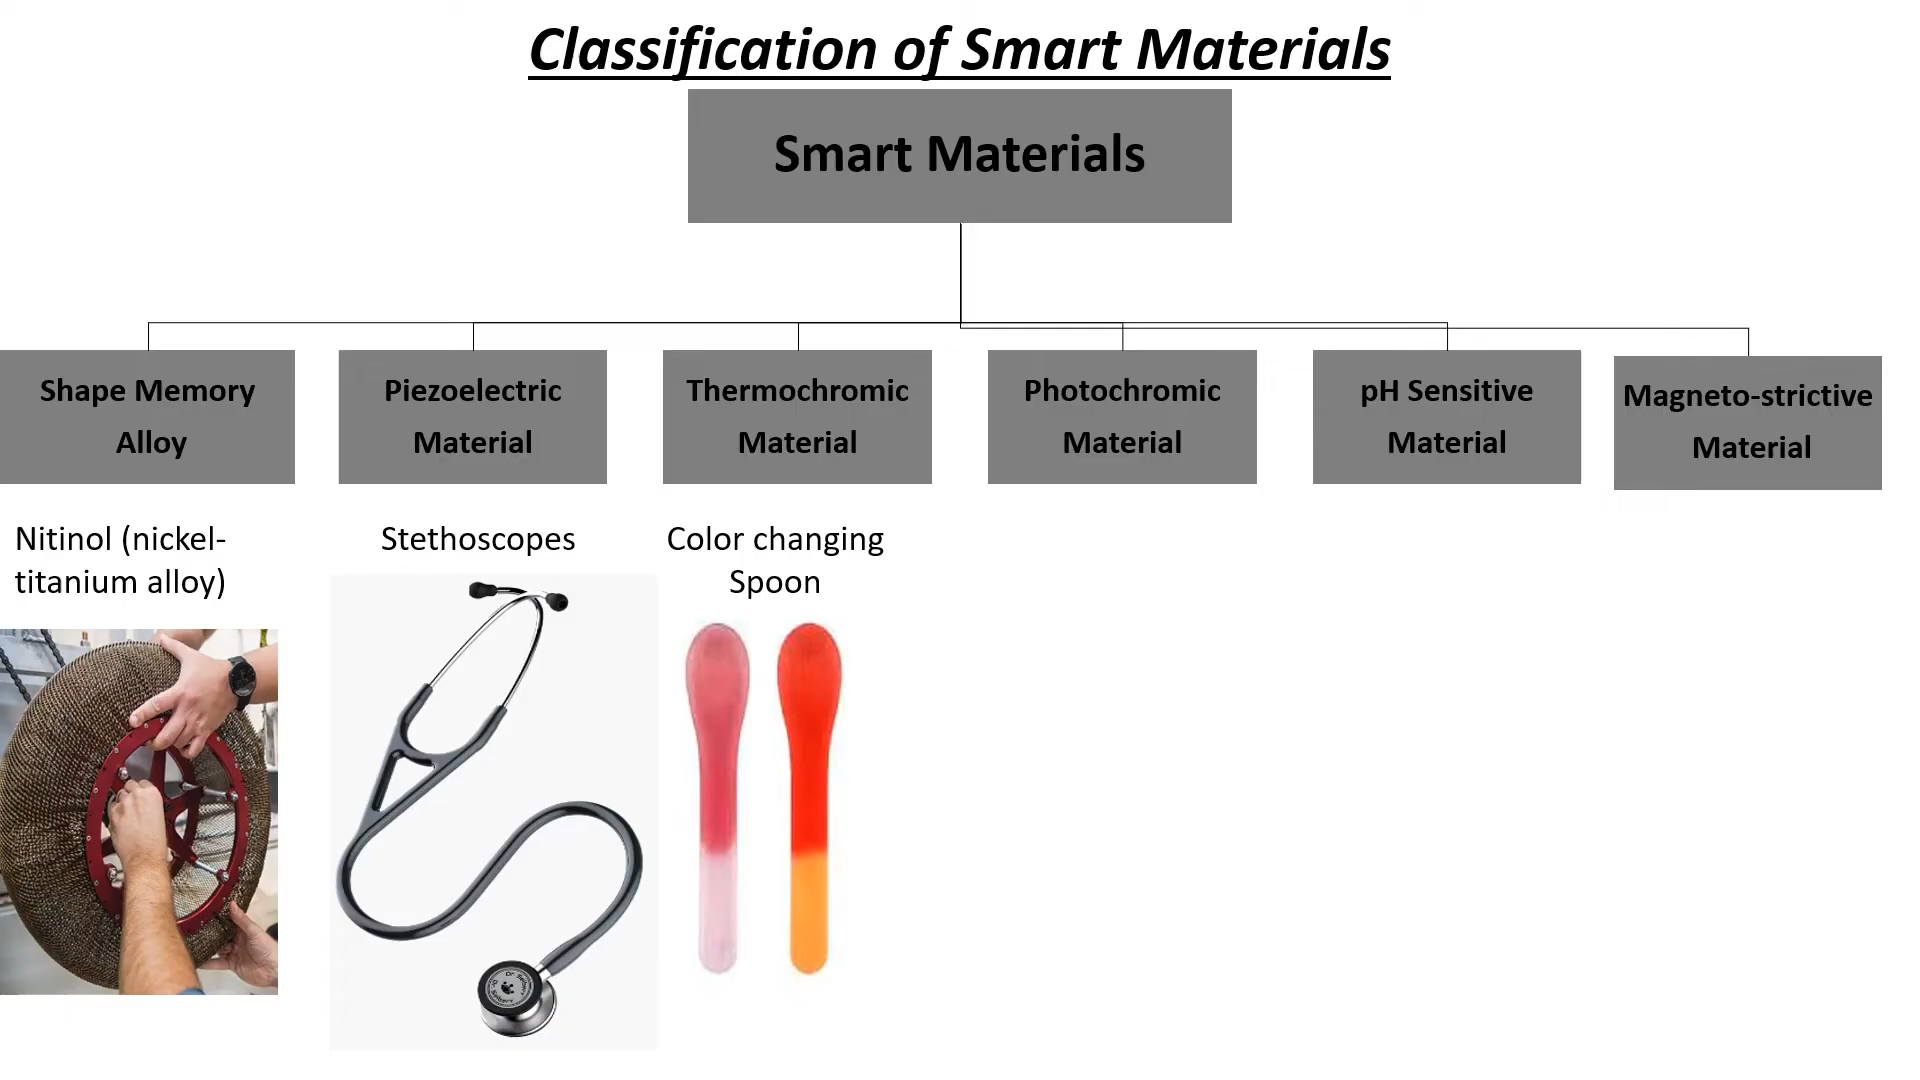 Classification of Smart Materials
Smart Materials
Shape Memory
Alloy
Piezoelectric
Material
Thermochromic
Material
Photochromic
Material
pH Sensitive
Material
Magneto-strictive
Material
Nitinol (nickel-
titanium alloy)
Stethoscopes
Color changing
Spoon